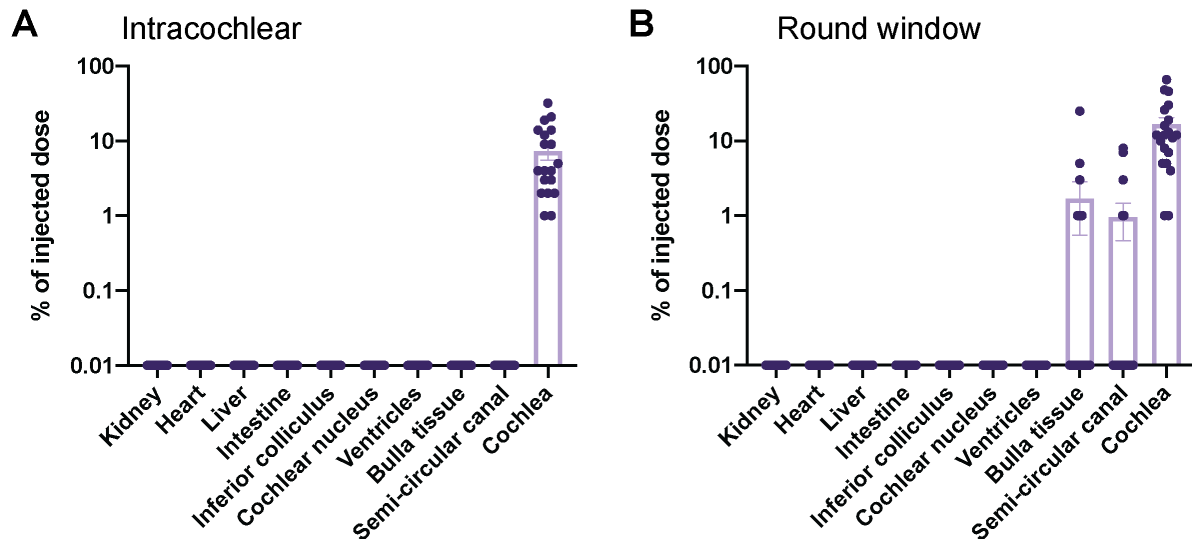 A
Intracochlear
% of injected dose
100
10
1
0.1
0.01
Kidney
Heart
Liver
Intestine
Inferior colliculus
Cochlear nucleus
Ventricles
Bulla tissue
Semi-circular canal
Cochlea
B
Round window
% of injected dose
100
10
1
0.1
0.01
Kidney
Heart
Liver
Intestine
Inferior colliculus
Cochlear nucleus
Ventricles
Bulla tissue
Semi-circular canal
Cochlea